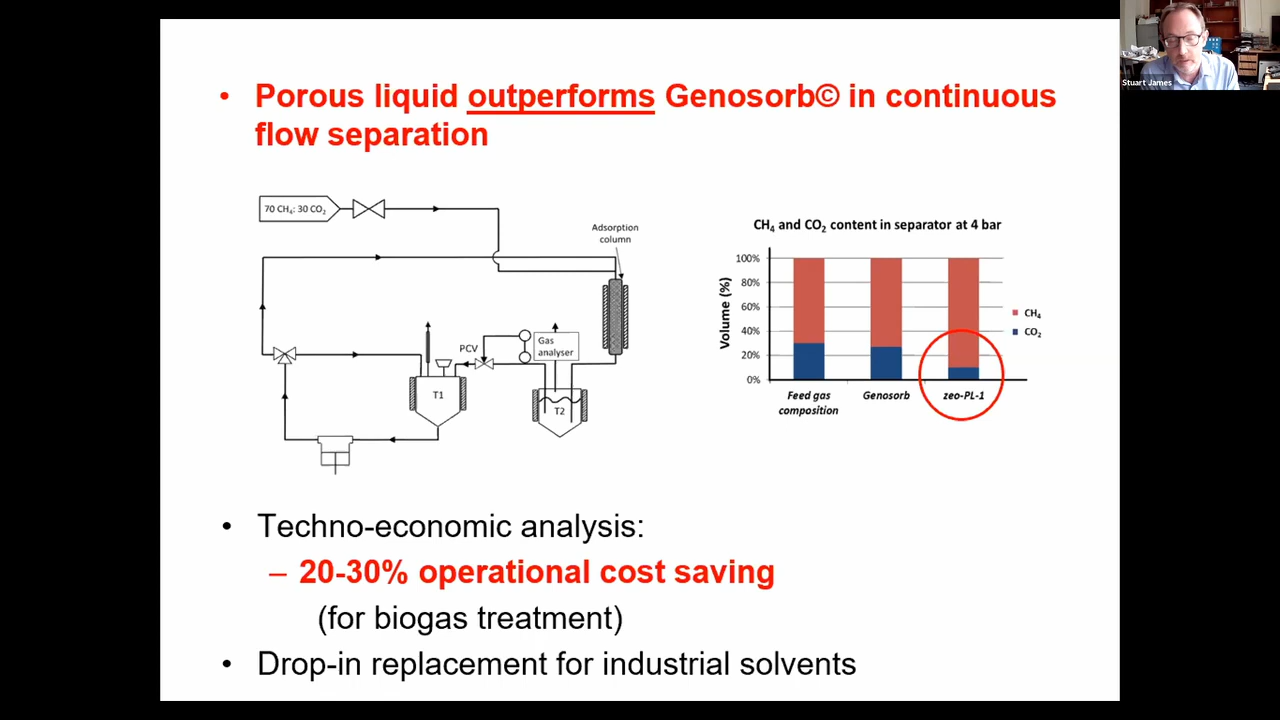 Stuart James
• Porous liquid outperforms Genosorb© in continuous
flow separation
70 CH₄: 30 CO₂
Adsorption
column
PCV
Gas
analyser
T1
T2
CH₄ and CO₂ content in separator at 4 bar
Volume (%)
100%
80%
60%
40%
20%
0%
Feed gas
composition
Genosorb
zeo-PL-1
CH₄
CO₂
• Techno-economic analysis:
– 20-30% operational cost saving
(for biogas treatment)
• Drop-in replacement for industrial solvents